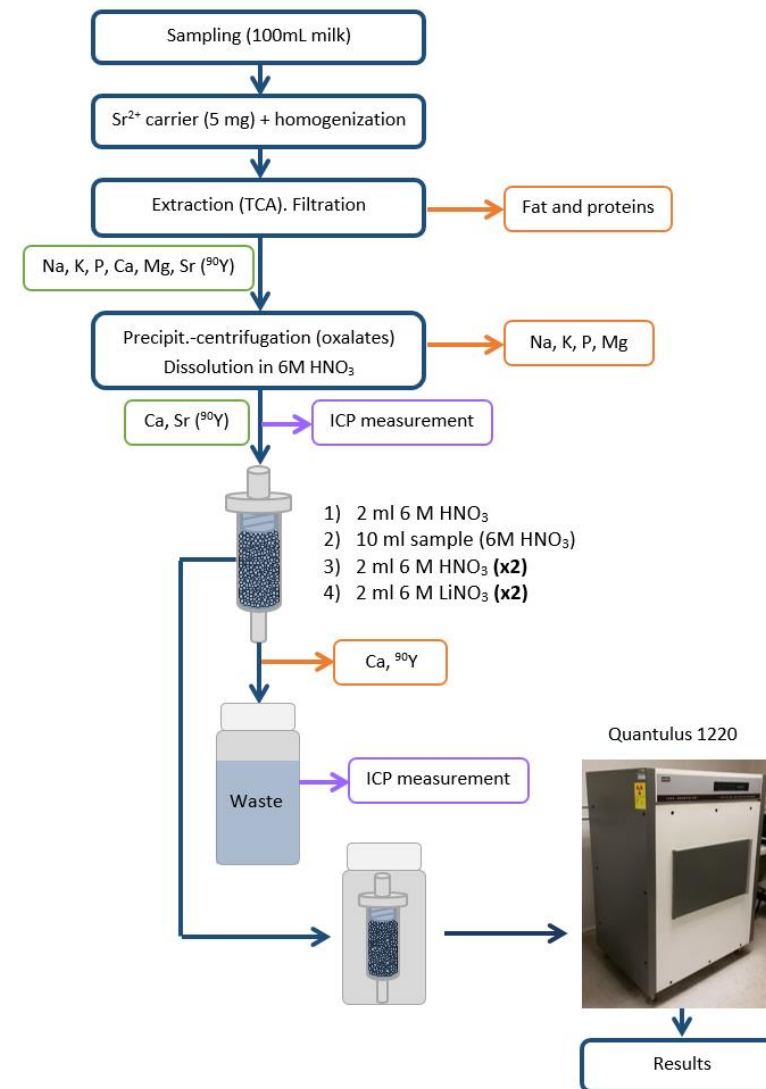 Sampling (100mL milk)
Sr²⁺ carrier (5 mg) + homogenization
Extraction (TCA). Filtration
Fat and proteins
Na, K, P, Ca, Mg, Sr (⁹⁰Y)
Precipit.-centrifugation (oxalates)
Dissolution in 6M HNO₃
Na, K, P, Mg
Ca, Sr (⁹⁰Y)
ICP measurement
1) 2 ml 6 M HNO₃
2) 10 ml sample (6M HNO₃)
3) 2 ml 6 M HNO₃ (x2)
4) 2 ml 6 M LiNO₃ (x2)
Ca, ⁹⁰Y
Quantulus 1220
ICP measurement
Waste
Results